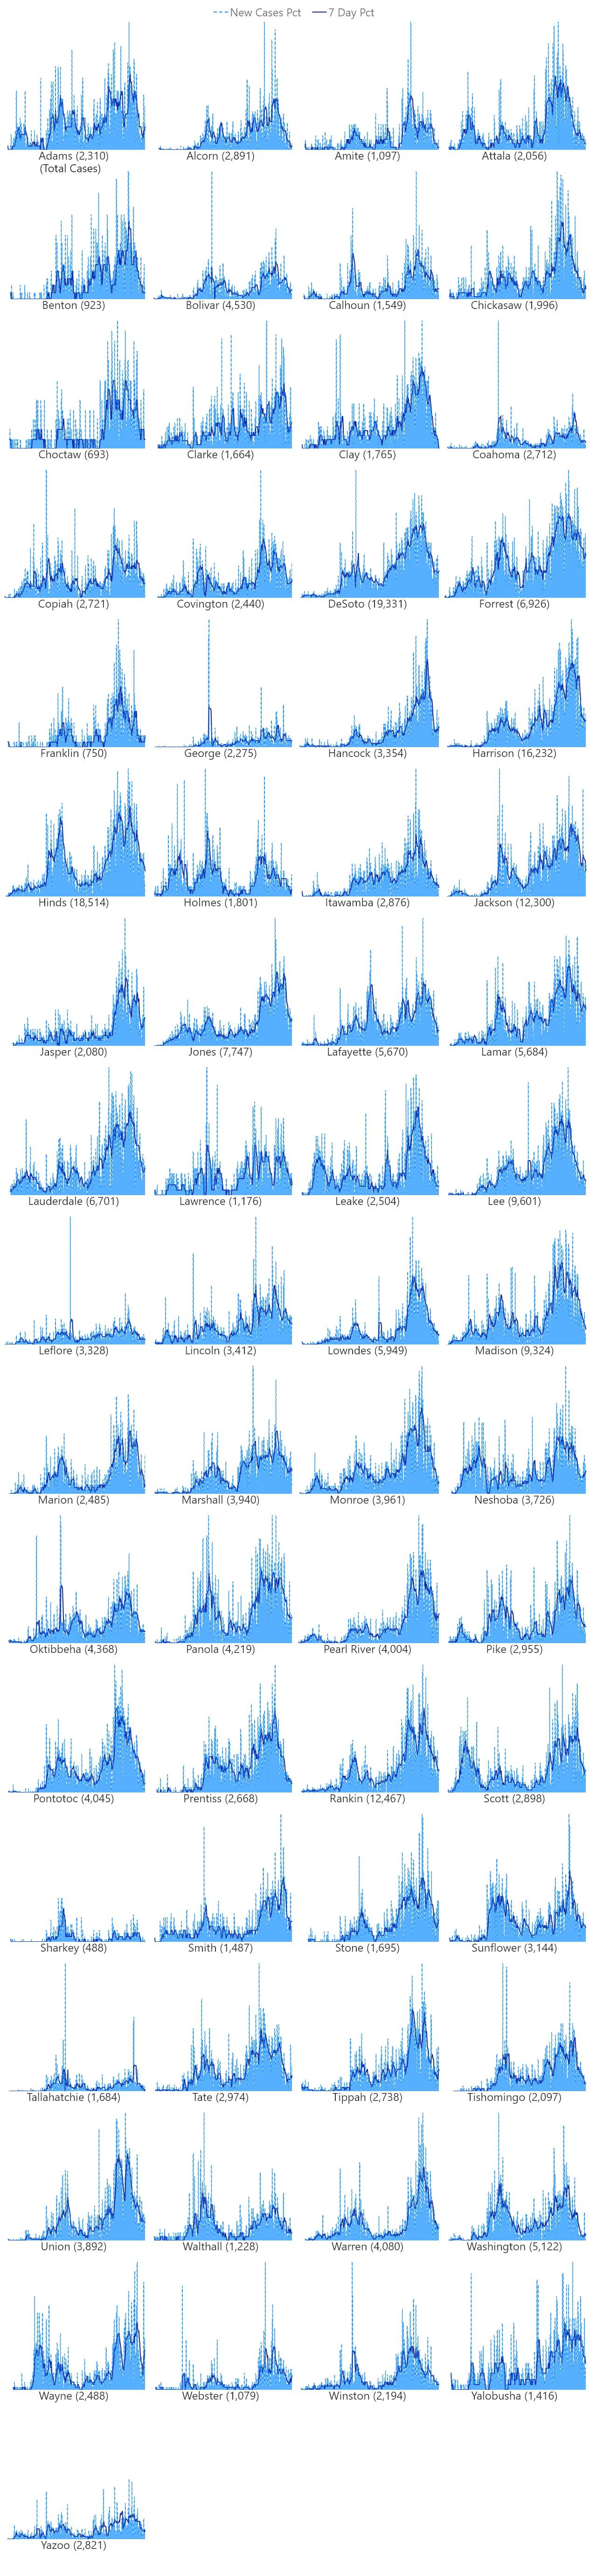 New Cases Pct 7 Day Pct
Adams (2,310) Alcorn (2,891) Amite (1,097) Attala (2,056)
(Total Cases)
Benton (923) Bolivar (4,530) Calhoun (1,549) Chickasaw (1,996)
Choctaw (693) Clarke (1,664) Clay (1,765) Coahoma (2,712)
Copiah (2,721) Covington (2,440) DeSoto (19,331) Forrest (6,926)
Franklin (750) George (2,275) Hancock (3,354) Harrison (16,232)
Hinds (18,514) Holmes (1,801) Itawamba (2,876) Jackson (12,300)
Jasper (2,080) Jones (7,747) Lafayette (5,670) Lamar (5,684)
Lauderdale (6,701) Lawrence (1,176) Leake (2,504) Lee (9,601)
Leflore (3,328) Lincoln (3,412) Lowndes (5,949) Madison (9,324)
Marion (2,485) Marshall (3,940) Monroe (3,961) Neshoba (3,726)
Oktibbeha (4,368) Panola (4,219) Pearl River (4,004) Pike (2,955)
Pontotoc (4,045) Prentiss (2,668) Rankin (12,467) Scott (2,898)
Sharkey (488) Smith (1,487) Stone (1,695) Sunflower (3,144)
Tallahatchie (1,684) Tate (2,974) Tippah (2,738) Tishomingo (2,097)
Union (3,892) Walthall (1,228) Warren (4,080) Washington (5,122)
Wayne (2,488) Webster (1,079) Winston (2,194) Yalobusha (1,416)
Yazoo (2,821)